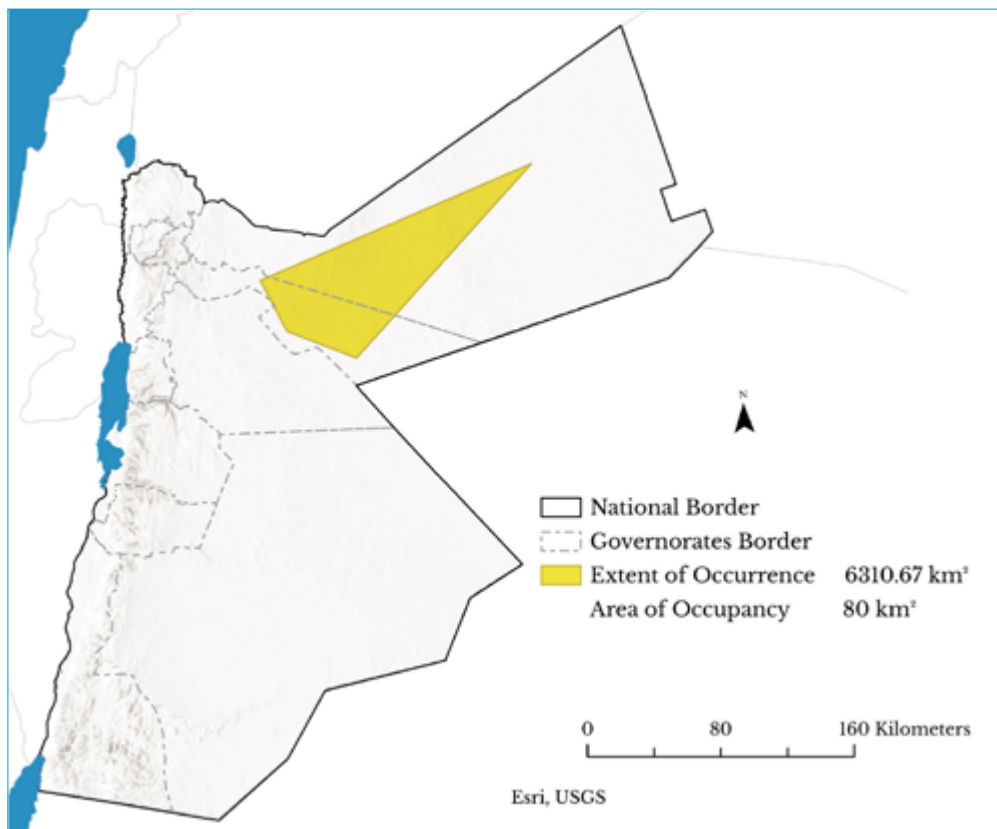 N
National Border
Governorates Border
Extent of Occurrence 6310.67 km²
Area of Occupancy 80 km²
0 80 160 Kilometers
Esri, USGS